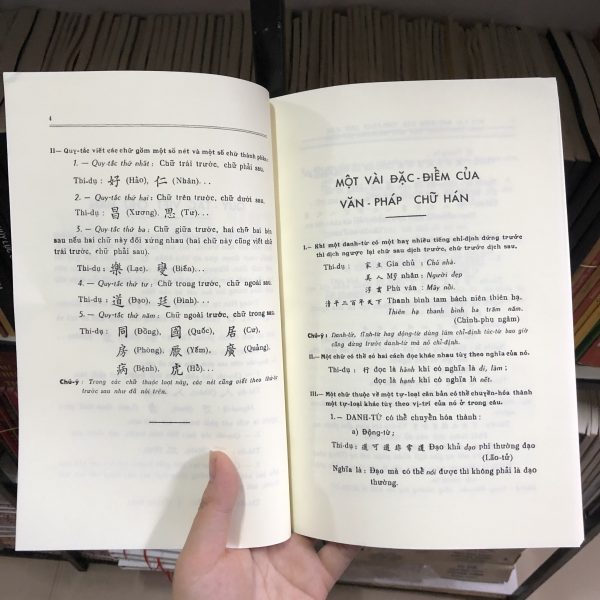 4
II— Quy-tắc viết các chữ gồm một số nét và một số chữ thành phần:
1. — Quy-tắc thứ nhất : Chữ trái trước, chữ phải sau.
Thí-dụ : 好 (Hảo), 仁 (Nhân)...
2. — Quy-tắc thứ hai : Chữ trên trước, chữ dưới sau.
Thí-dụ : 昌 (Xương), 思 (Tư)...
3. — Quy-tắc thứ ba : Chữ giữa trước, hai chữ hai bên
sau nếu hai chữ này đối xứng nhau (hai chữ này cũng viết chữ
trái trước, chữ phải sau).
Thí-dụ : 樂 (Lạc), 變 (Biến)...
4. — Quy-tắc thứ tư : Chữ trong trước, chữ ngoài sau
Thí-dụ : 道 (Đạo), 廷 (Đình)...
5. — Quy-tắc thứ năm : Chữ ngoài trước, chữ trong sau
Thí-dụ : 同 (Đồng), 國 (Quốc), 居 (Cư),
房 (Phòng), 厭 (Yếm), 廣 (Quảng)
病 (Bệnh), 虎 (Hổ)...
Chú-ý : Trong các chữ thuộc loại này, các nét cũng viết theo thứ-tự
trước sau như đã nói trên.
MỘT VÀI ĐẶC - ĐIỂM CỦA
VĂN - PHÁP CHỮ HÁN
I.— Khi một danh-từ có một hay nhiều tiếng chỉ-định đứng trước
thì dịch ngược lại chữ sau dịch trước, chữ trước dịch sau.
Thí dụ : 家 主 Gia chủ : Chủ nhà.
美 人 Mỹ nhân : Người đẹp
浮 雲 Phù vân : Mây nổi.
清 平 三 百 年 天 下 Thanh bình tam bách niên thiên hạ.
Thiên hạ thanh bình ba trăm năm.
(Chinh-phụ ngâm)
Chú-ý : Danh-từ, tĩnh-từ hay động-từ dùng làm chỉ-định túc-từ bao giờ
cũng đứng trước danh-từ mà nó chỉ-định.
II.— Một chữ có thể có hai cách đọc khác nhau tùy theo nghĩa của nó.
Thí dụ : 行 đọc là hành khi có nghĩa là đi, làm ;
đọc là hạnh khi có nghĩa là nết.
III.— Một chữ thuộc về một tự-loại căn bản có thể chuyển-hóa thành
một tự-loại khác tùy theo vị-trí của nó ở trong câu.
1. — DANH-TỪ có thể chuyển hóa thành :
a) Động-từ ;
Thí-dụ : 道 可 道 非 常 道 Đạo khả đạo phi thường đạo
(Lão-tử)
Nghĩa là : Đạo mà có thể nói được thì không phải là đạo
thường.